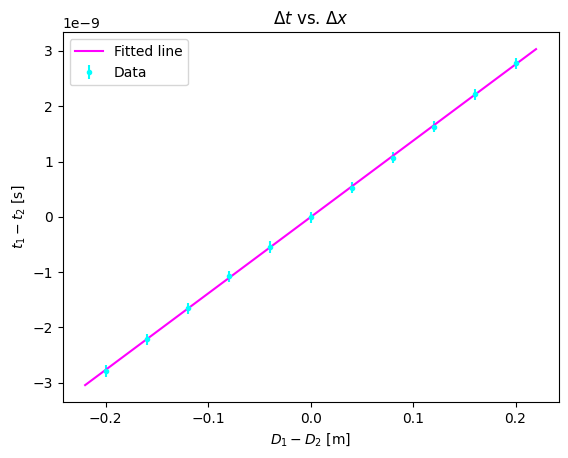 Δt vs. Δx
1e−9
Fitted line
Data
3
2
1
0
−1
−2
−3
t₁ − t₂ [s]
−0.2
−0.1
0.0
0.1
0.2
D₁ − D₂ [m]